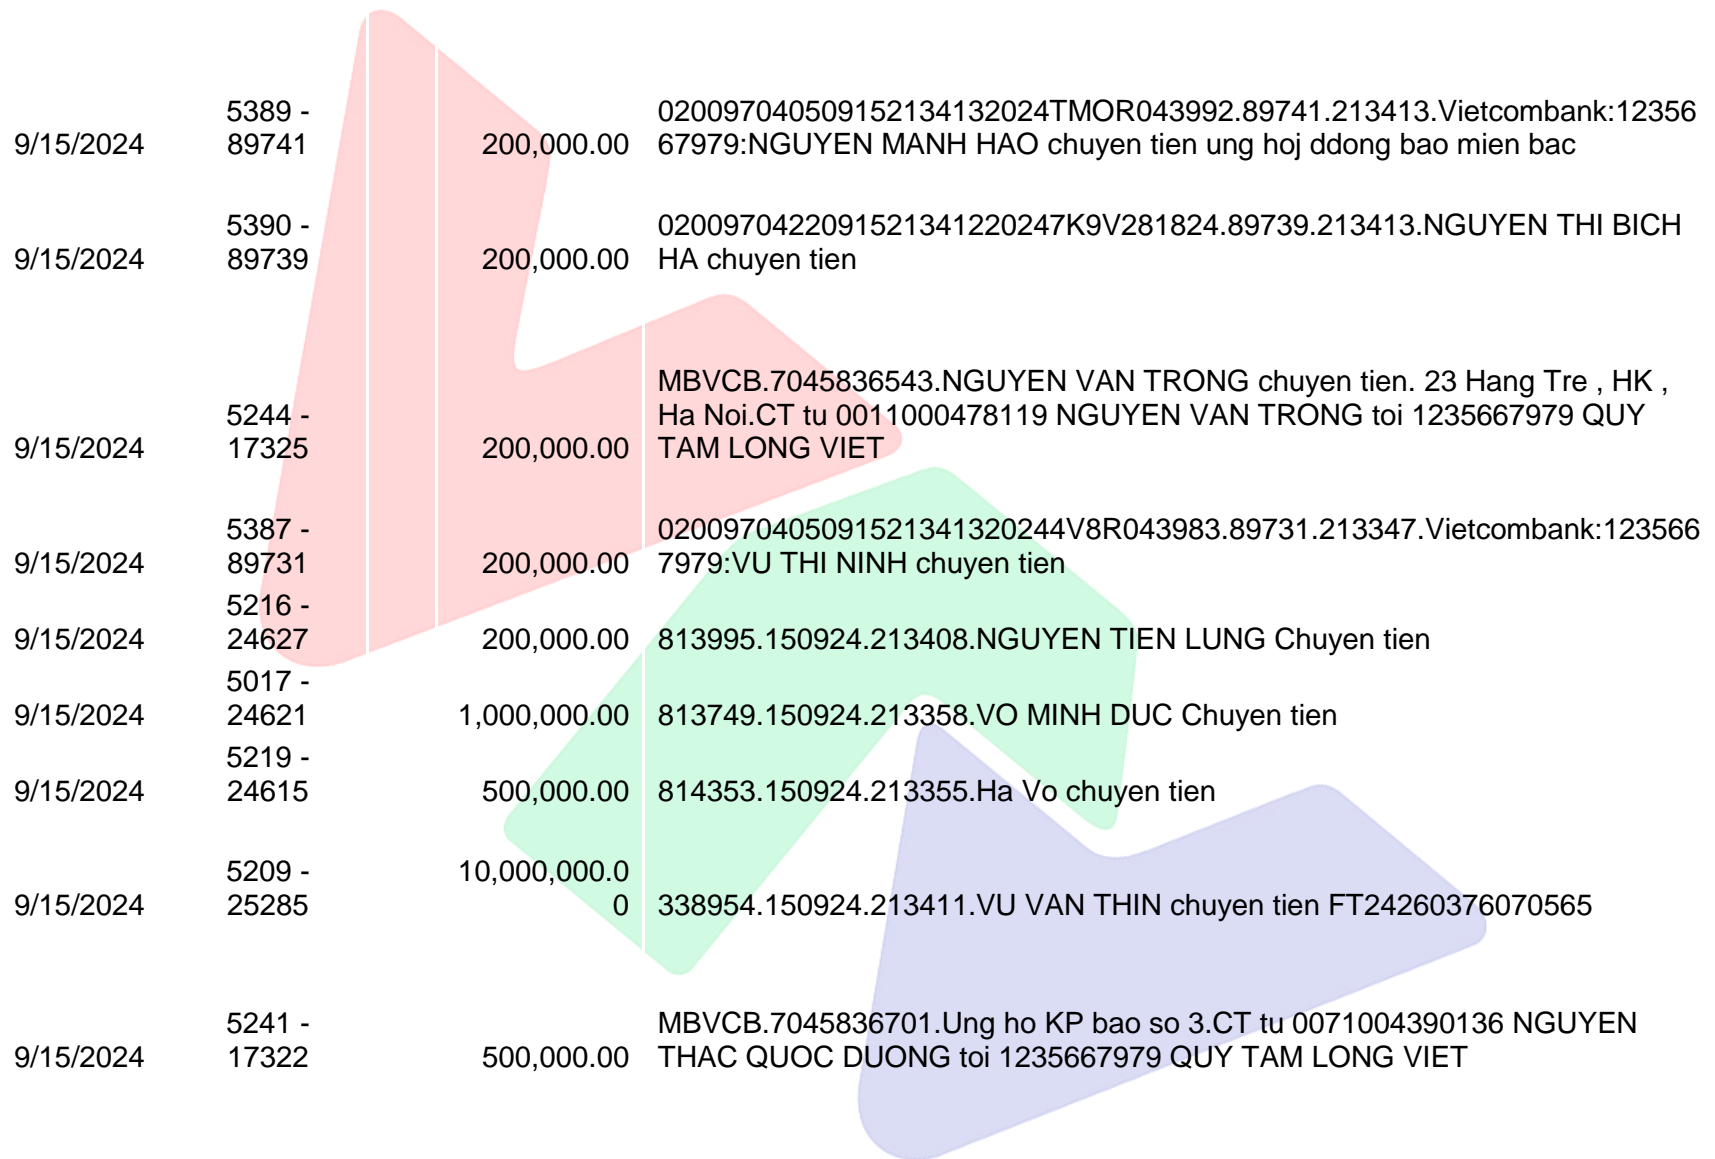 5389 - 020097040509152134132024TMOR043992.89741.213413.Vietcombank:12356
9/15/2024 89741 200,000.00 67979:NGUYEN MANH HAO chuyen tien ung hoj ddong bao mien bac
5390 - 0200970422091521341220247K9V281824.89739.213413.NGUYEN THI BICH
9/15/2024 89739 200,000.00 HA chuyen tien
MBVCB.7045836543.NGUYEN VAN TRONG chuyen tien. 23 Hang Tre , HK ,
5244 - Ha Noi.CT tu 0011000478119 NGUYEN VAN TRONG toi 1235667979 QUY
9/15/2024 17325 200,000.00 TAM LONG VIET
5387 - 0200970405091521341320244V8R043983.89731.213347.Vietcombank:123566
9/15/2024 89731 200,000.00 7979:VU THI NINH chuyen tien
5216 -
9/15/2024 24627 200,000.00 813995.150924.213408.NGUYEN TIEN LUNG Chuyen tien
5017 -
9/15/2024 24621 1,000,000.00 813749.150924.213358.VO MINH DUC Chuyen tien
5219 -
9/15/2024 24615 500,000.00 814353.150924.213355.Ha Vo chuyen tien
5209 - 10,000,000.0
9/15/2024 25285 0 338954.150924.213411.VU VAN THIN chuyen tien FT24260376070565
5241 - MBVCB.7045836701.Ung ho KP bao so 3.CT tu 0071004390136 NGUYEN
9/15/2024 17322 500,000.00 THAC QUOC DUONG toi 1235667979 QUY TAM LONG VIET